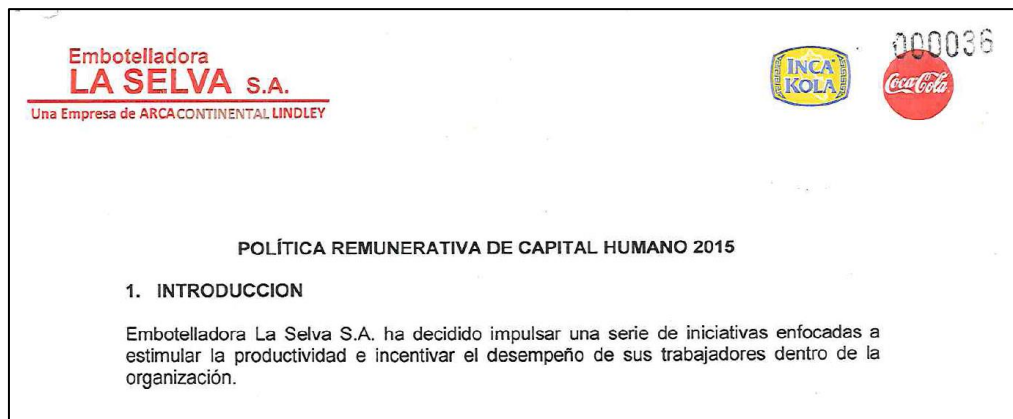 Embotelladora
LA SELVA S.A.
Una Empresa de ARCA CONTINENTAL LINDLEY
INCA
KOLA
Coca-Cola
000036
POLÍTICA REMUNERATIVA DE CAPITAL HUMANO 2015
1. INTRODUCCION
Embotelladora La Selva S.A. ha decidido impulsar una serie de iniciativas enfocadas a
estimular la productividad e incentivar el desempeño de sus trabajadores dentro de la
organización.